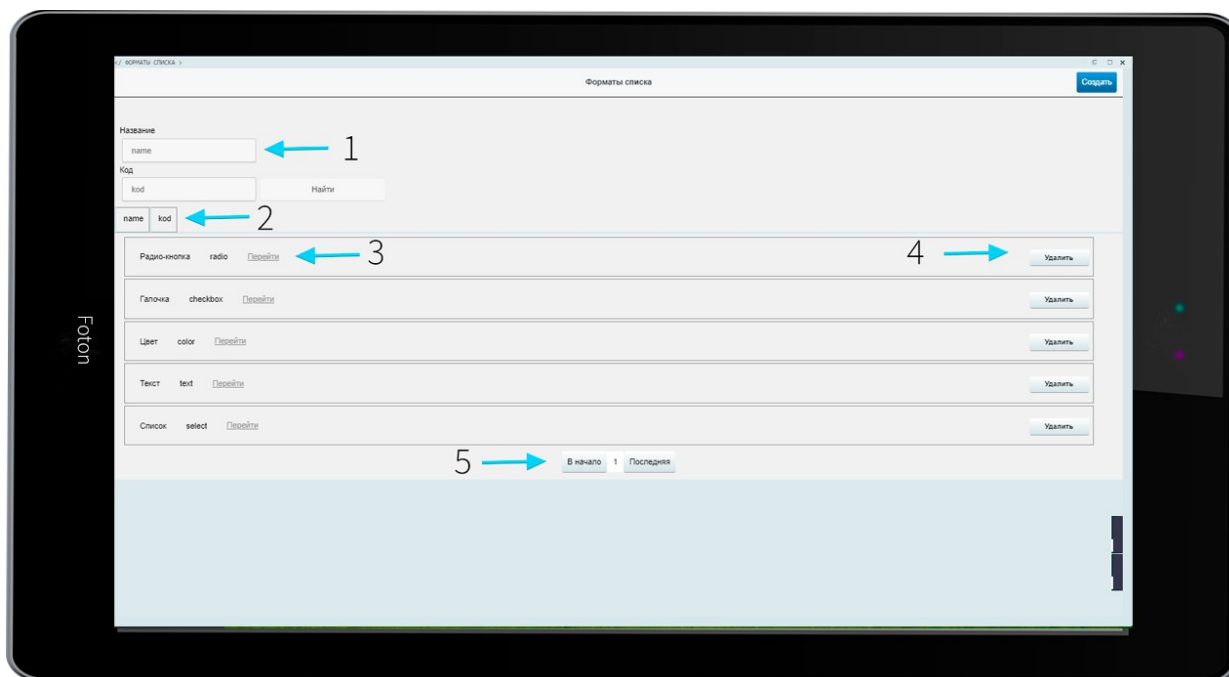 </ ФОРМАТЫ СПИСКА >
Форматы списка
Создать
Название
name
1
Код
kod
Найти
name kod
2
Радио-кнопка radio Перейти
3
4
Удалить
Галочка checkbox Перейти
Удалить
Цвет color Перейти
Удалить
Текст text Перейти
Удалить
Список select Перейти
Удалить
5
В начало 1 Последняя
Foton